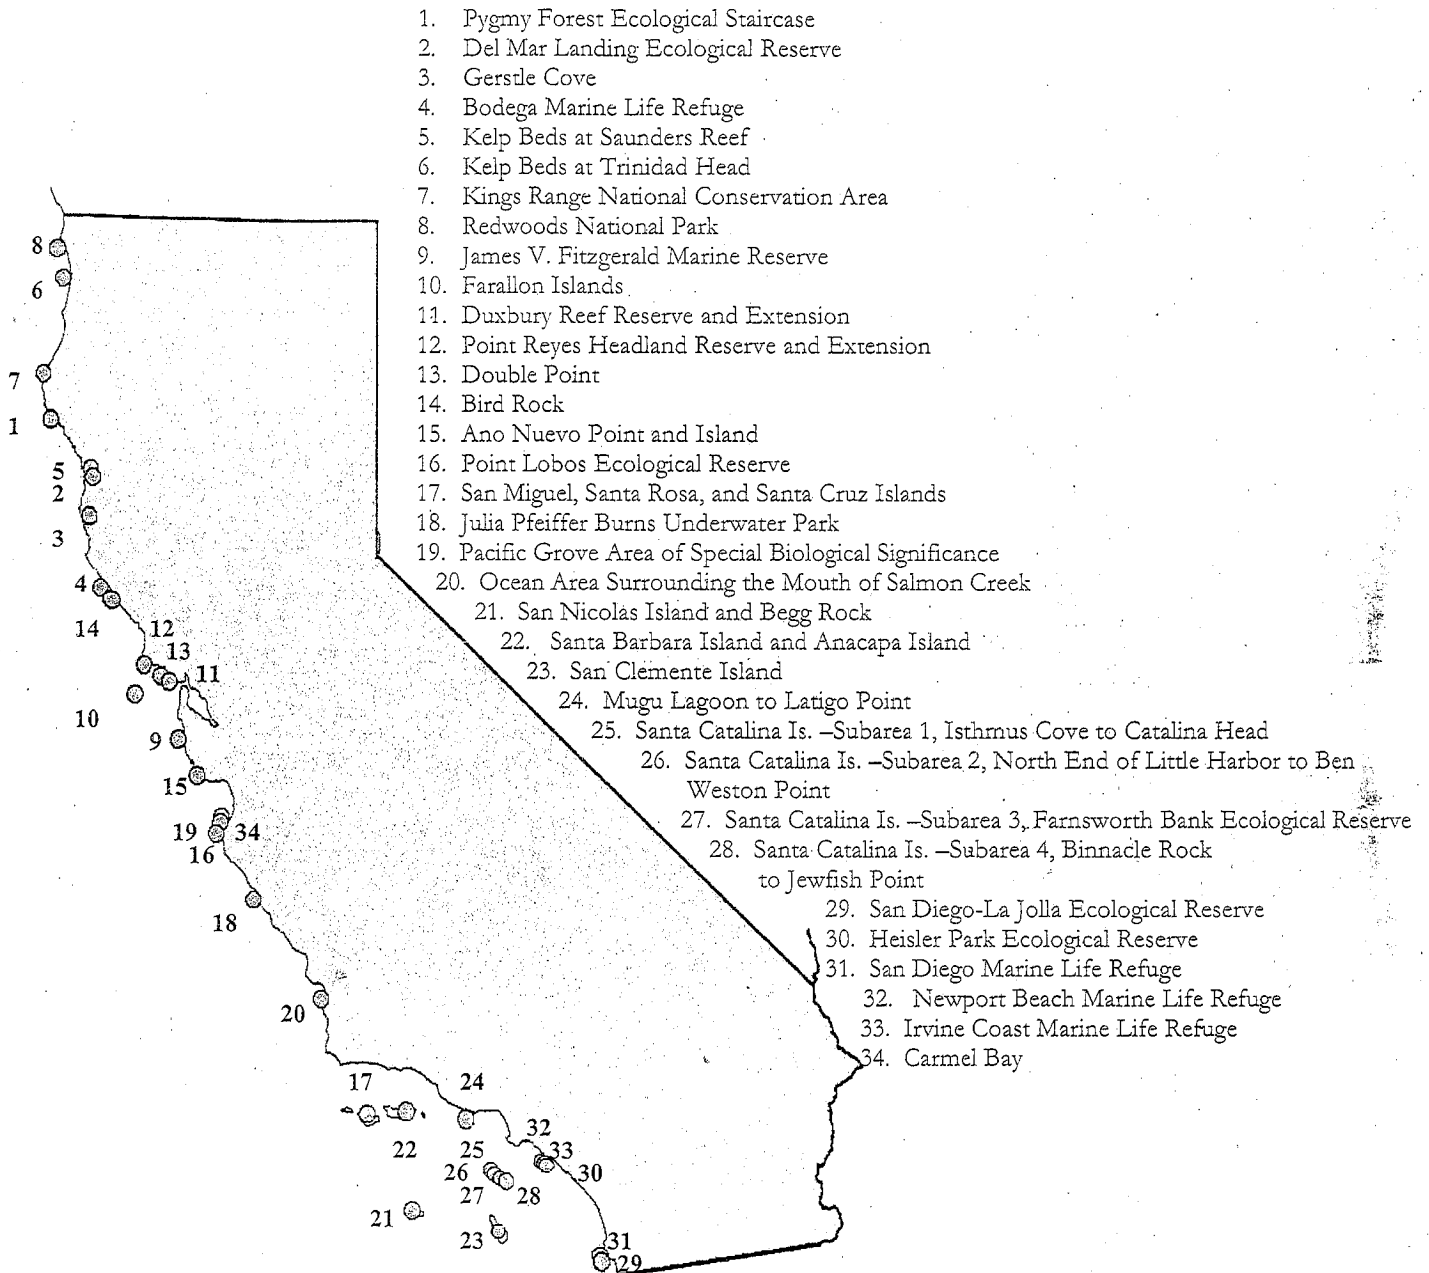 1. Pygmy Forest Ecological Staircase
2. Del Mar Landing Ecological Reserve
3. Gerstle Cove
4. Bodega Marine Life Refuge
5. Kelp Beds at Saunders Reef
6. Kelp Beds at Trinidad Head
7. Kings Range National Conservation Area
8. Redwoods National Park
9. James V. Fitzgerald Marine Reserve
10. Farallon Islands
11. Duxbury Reef Reserve and Extension
12. Point Reyes Headland Reserve and Extension
13. Double Point
14. Bird Rock
15. Ano Nuevo Point and Island
16. Point Lobos Ecological Reserve
17. San Miguel, Santa Rosa, and Santa Cruz Islands
18. Julia Pfeiffer Burns Underwater Park
19. Pacific Grove Area of Special Biological Significance
20. Ocean Area Surrounding the Mouth of Salmon Creek
21. San Nicolas Island and Begg Rock
22. Santa Barbara Island and Anacapa Island
23. San Clemente Island
24. Mugu Lagoon to Latigo Point
25. Santa Catalina Is. –Subarea 1, Isthmus Cove to Catalina Head
26. Santa Catalina Is. –Subarea 2, North End of Little Harbor to Ben
Weston Point
27. Santa Catalina Is. –Subarea 3, Farnsworth Bank Ecological Reserve
28. Santa Catalina Is. –Subarea 4, Binnacle Rock
to Jewfish Point
29. San Diego-La Jolla Ecological Reserve
30. Heisler Park Ecological Reserve
31. San Diego Marine Life Refuge
32. Newport Beach Marine Life Refuge
33. Irvine Coast Marine Life Refuge
34. Carmel Bay
8
6
7
1
5
2
3
4
14
12
13
11
10
9
15
19 34
16
18
20
17
24
22
25
26
27
28
32
33
30
21
23
31
29